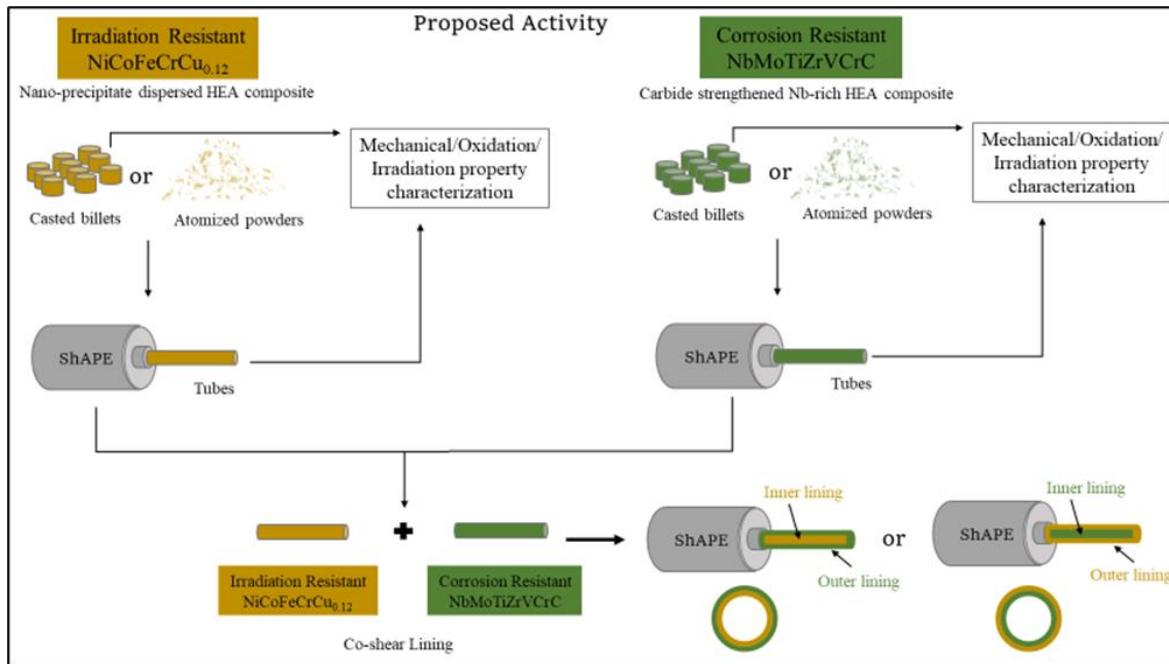 Proposed Activity
Irradiation Resistant
NiCoFeCrCu0.12
Nano-precipitate dispersed HEA composite
or
Casted billets
Atomized powders
Mechanical/Oxidation/
Irradiation property
characterization
ShAPE
Tubes
Corrosion Resistant
NbMoTiZrVCrC
Carbide strengthened Nb-rich HEA composite
or
Casted billets
Atomized powders
Mechanical/Oxidation/
Irradiation property
characterization
ShAPE
Tubes
Irradiation Resistant
NiCoFeCrCu0.12
Corrosion Resistant
NbMoTiZrVCrC
Co-shear Lining
Inner lining
ShAPE
Outer lining
or
Inner lining
ShAPE
Outer lining